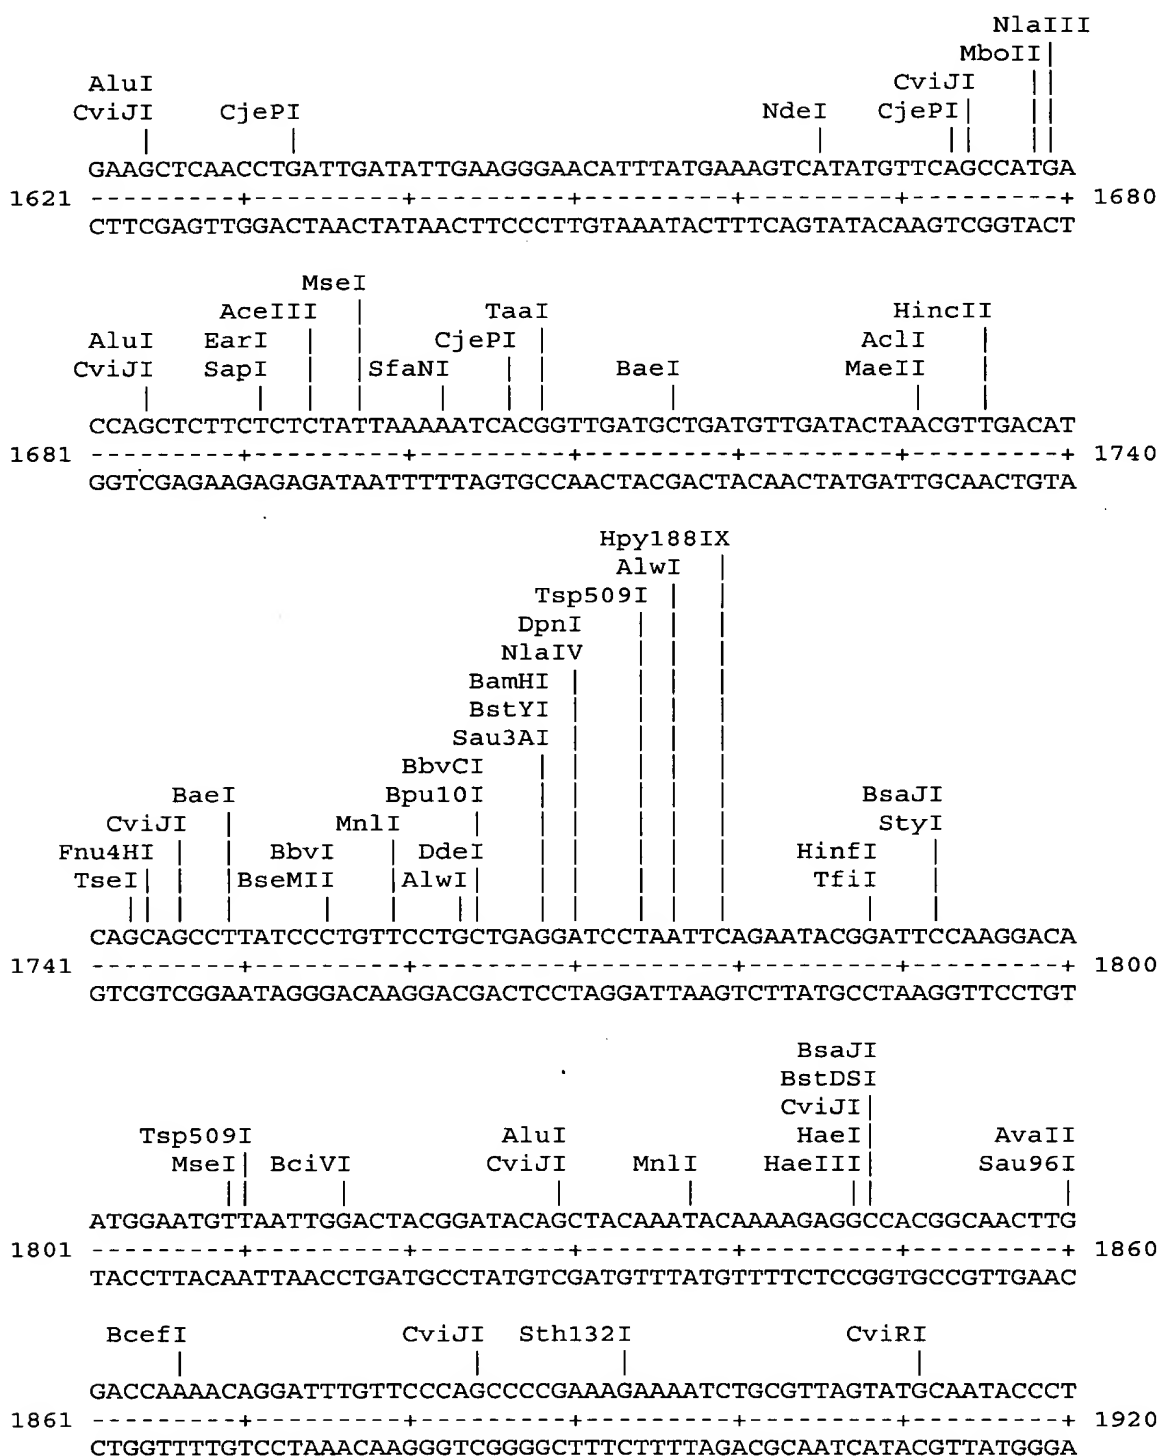 NlaIII
MboII
AluI CviJI
CviJI CjePI NdeI CjePI
GAAGCTCAACCTGATTGATATTGAAGGGAACATTTATGAAAGTCATATGTTCAGCCATGA
1621 ---------+---------+---------+---------+---------+---------+ 1680
CTTCGAGTTGGACTAACTATAACTTCCCTTGTAAATACTTTCAGTATACAAGTCGGTACT
MseI
AceIII TaaI HincII
AluI EarI CjePI AclI
CviJI SapI SfaNI BaeI MaeII
CCAGCTCTTCTCTCTATTAAAAATCACGGTTGATGCTGATGTTGATACTAACGTTGACAT
1681 ---------+---------+---------+---------+---------+---------+ 1740
GGTCGAGAAGAGAGATAATTTTTAGTGCCAACTACGACTACAACTATGATTGCAACTGTA
Hpy188IX
AlwI
Tsp509I
DpnI
NlaIV
BamHI
BstYI
Sau3AI
BbvCI
BaeI Bpu10I BsaJI
CviJI MnlI StyI
Fnu4HI BbvI DdeI HinfI
TseI BseMII AlwI TfiI
CAGCAGCCTTATCCCTGTTCCTGCTGAGGATCCTAATTCAGAATACGGATTCCAAGGACA
1741 ---------+---------+---------+---------+---------+---------+ 1800
GTCGTCGGAATAGGGACAAGGACGACTCCTAGGATTAAGTCTTATGCCTAAGGTTCCTGT
BsaJI
BstDSI
CviJI
Tsp509I AluI HaeI AvaII
MseI BciVI CviJI MnlI HaeIII Sau96I
ATGGAATGTTAATTGGACTACGGATACAGCTACAAATACAAAAGAGGCCACGGCAACTTG
1801 ---------+---------+---------+---------+---------+---------+ 1860
TACCTTACAATTAACCTGATGCCTATGTCGATGTTTATGTTTTCTCCGGTGCCGTTGAAC
BcefI CviJI Sth132I CviRI
GACCAAAACAGGATTTGTTCCCAGCCCCGAAAGAAAATCTGCGTTAGTATGCAATACCCT
1861 ---------+---------+---------+---------+---------+---------+ 1920
CTGGTTTTGTCCTAAACAAGGGTCGGGGCTTTCTTTTAGACGCAATCATACGTTATGGGA